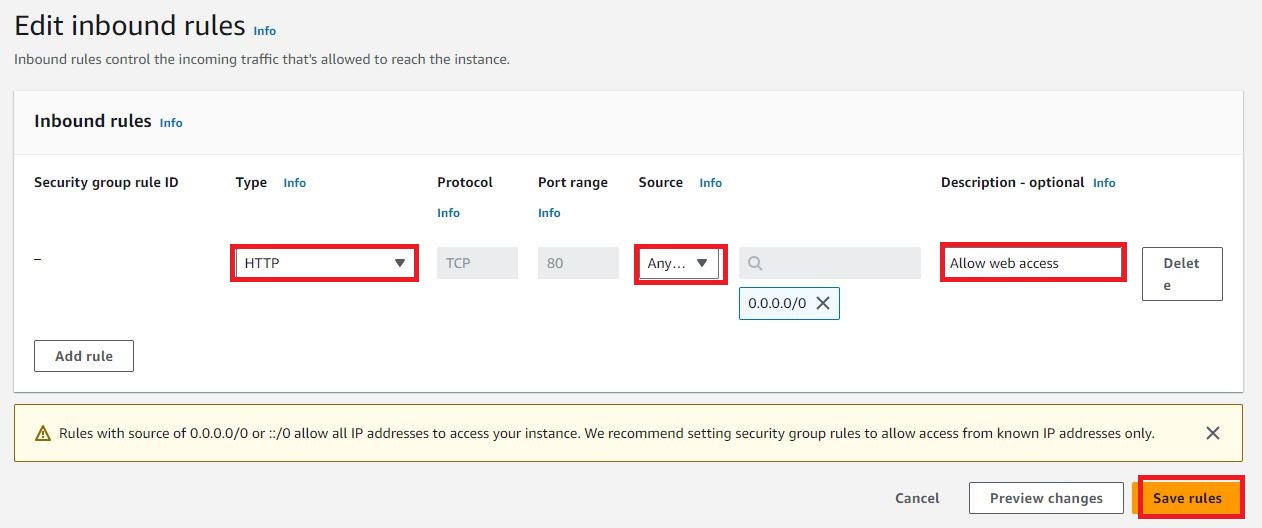 Edit inbound rules Info
Inbound rules control the incoming traffic that's allowed to reach the instance.
Inbound rules Info
Security group rule ID Type Info Protocol Port range Source Info Description - optional Info
Info Info
– HTTP TCP 80 Any... Allow web access Delet
e
0.0.0.0/0
Add rule
Rules with source of 0.0.0.0/0 or ::/0 allow all IP addresses to access your instance. We recommend setting security group rules to allow access from known IP addresses only.
Cancel Preview changes Save rules